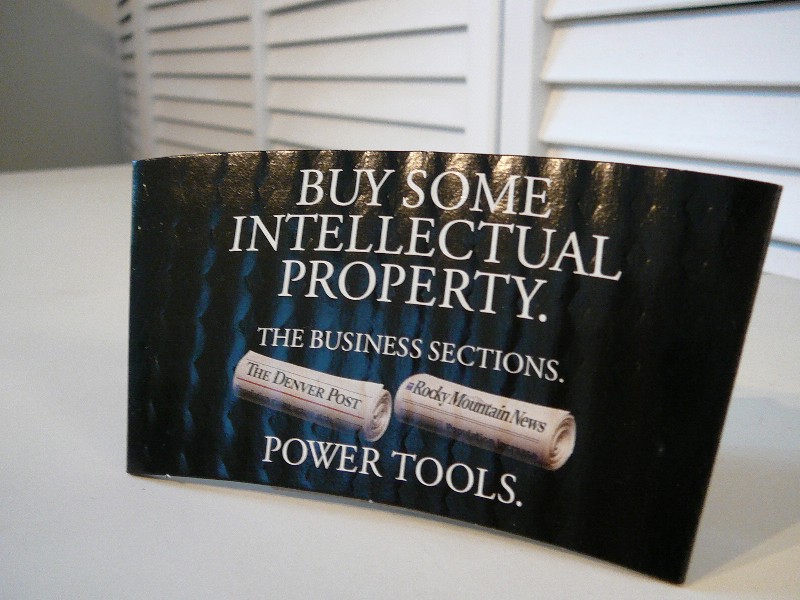 BUY SOME
INTELLECTUAL
PROPERTY.
THE BUSINESS SECTIONS.
THE DENVER POST
Rocky Mountain News
POWER TOOLS.